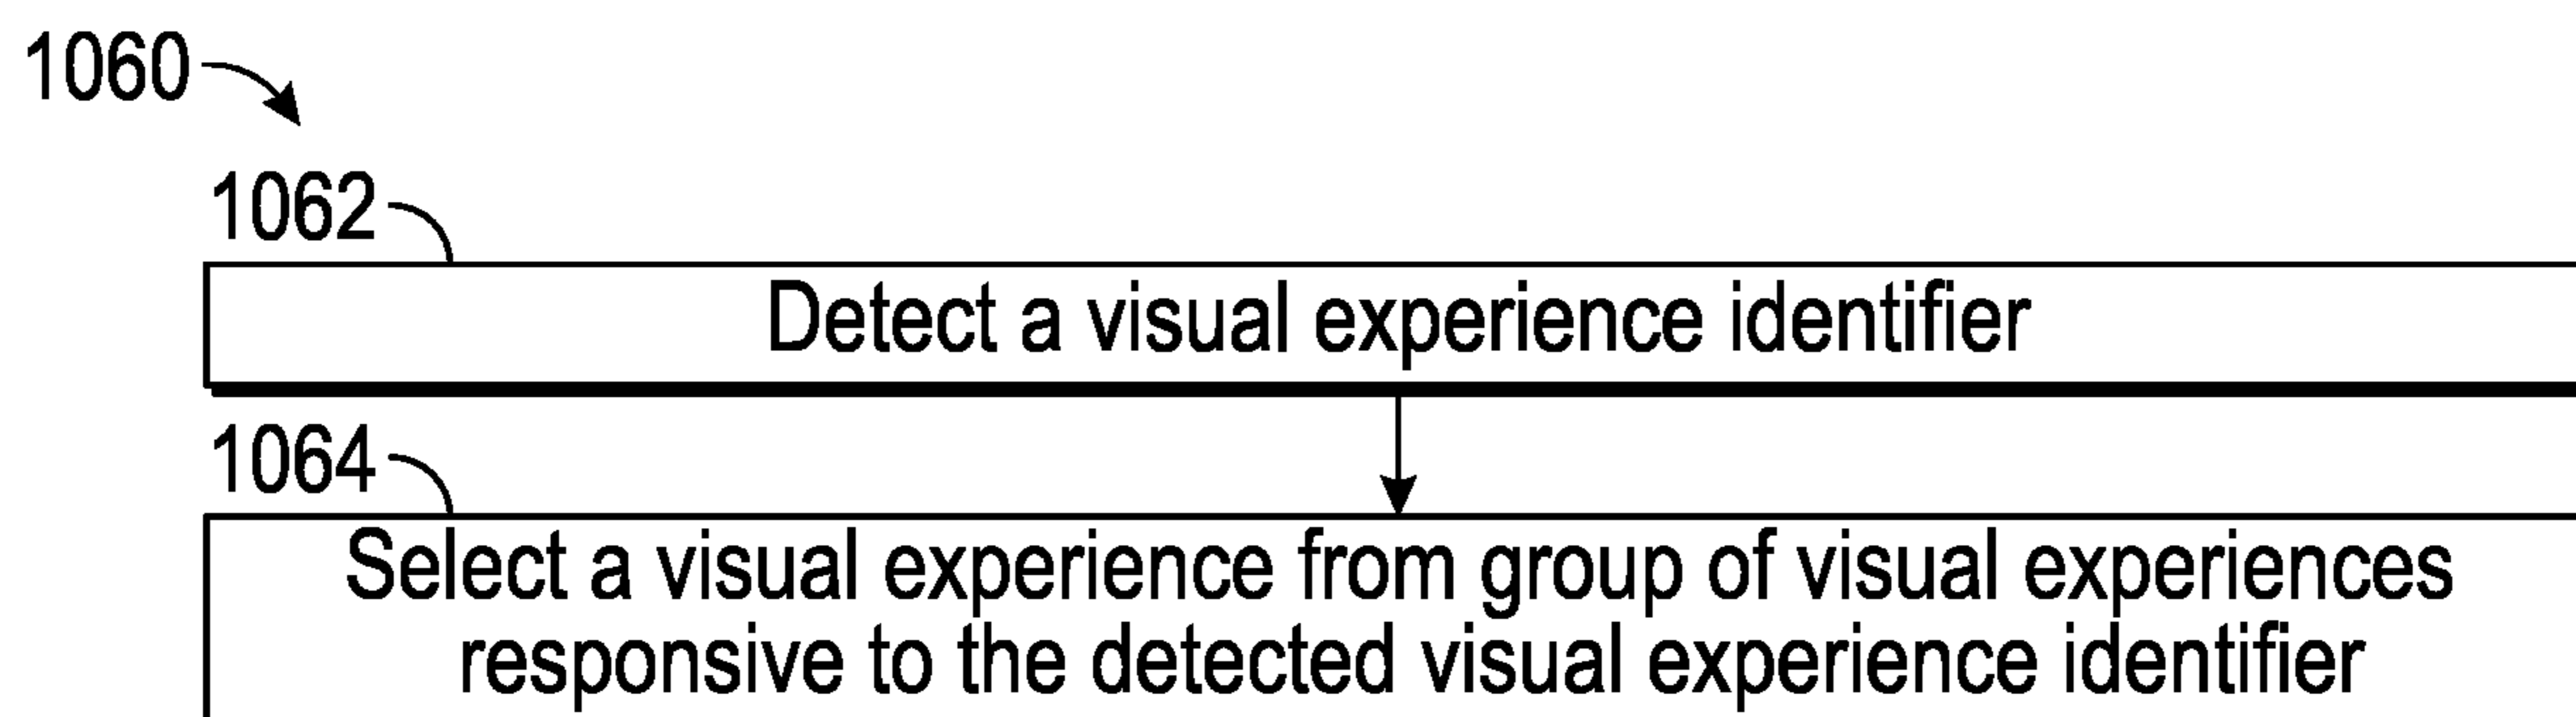 1060
1062
Detect a visual experience identifier
1064
Select a visual experience from group of visual experiences
responsive to the detected visual experience identifier